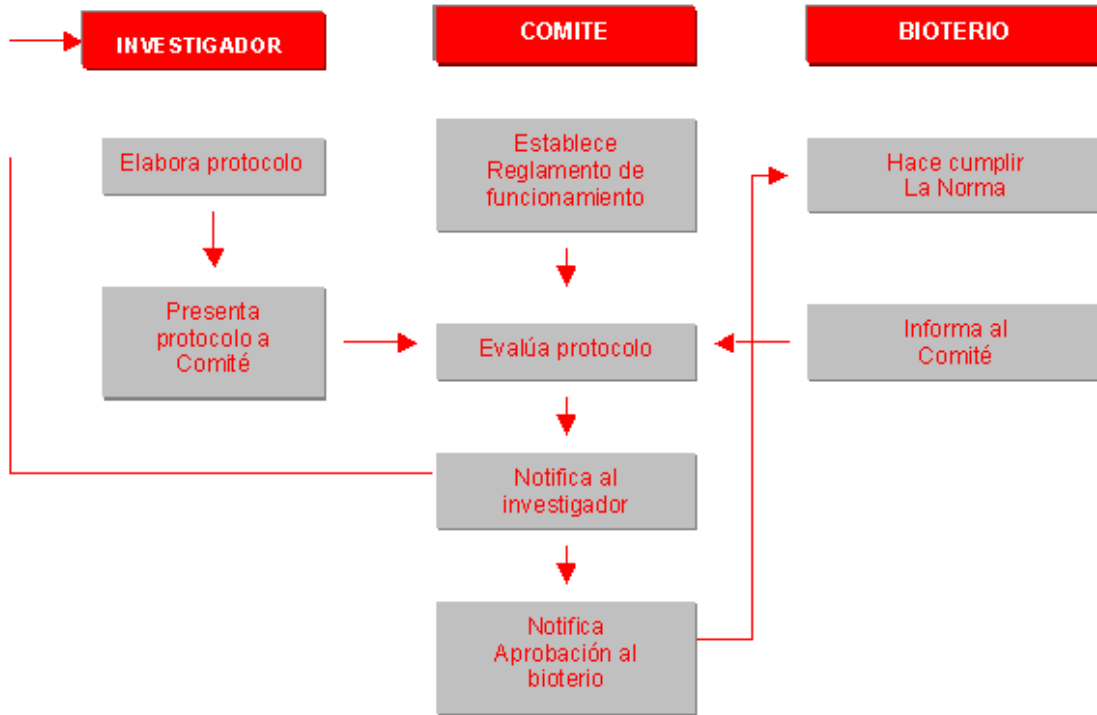 INVESTIGADOR
COMITE
BIOTERIO
Elabora protocolo
Establece
Reglamento de
funcionamiento
Hace cumplir
La Norma
Presenta
protocolo a
Comité
Evalúa protocolo
Informa al
Comité
Notifica al
investigador
Notifica
Aprobación al
bioterio